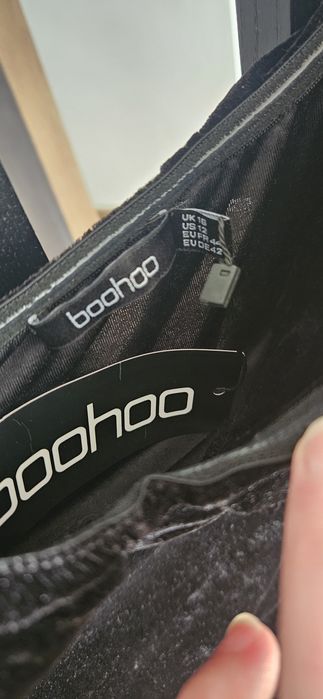 boohoo
UK 16
US 12
EU FR 44
EU DE 42
boohoo